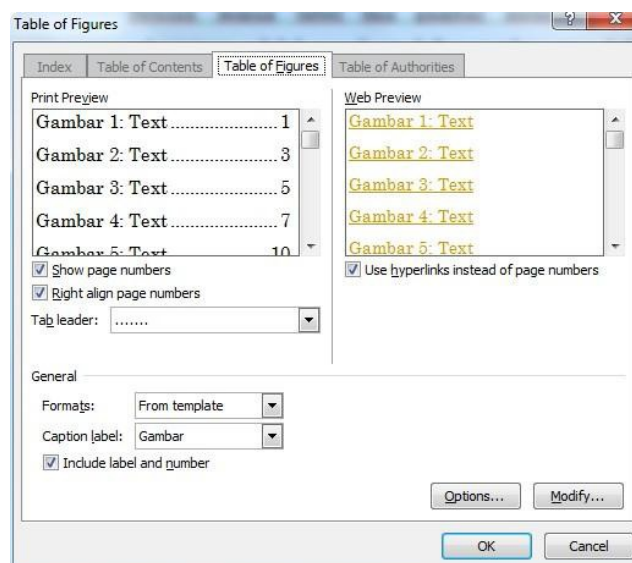 Table of Figures
Index Table of Contents Table of Figures Table of Authorities
Print Preview
Gambar 1: Text ........................ 1
Gambar 2: Text ........................ 3
Gambar 3: Text ........................ 5
Gambar 4: Text ........................ 7
Gambar 5: Text ........................ 10
Show page numbers
Right align page numbers
Tab leader: .......
Web Preview
Gambar 1: Text
Gambar 2: Text
Gambar 3: Text
Gambar 4: Text
Gambar 5: Text
Use hyperlinks instead of page numbers
General
Formats: From template
Caption label: Gambar
Include label and number
Options... Modify...
OK Cancel